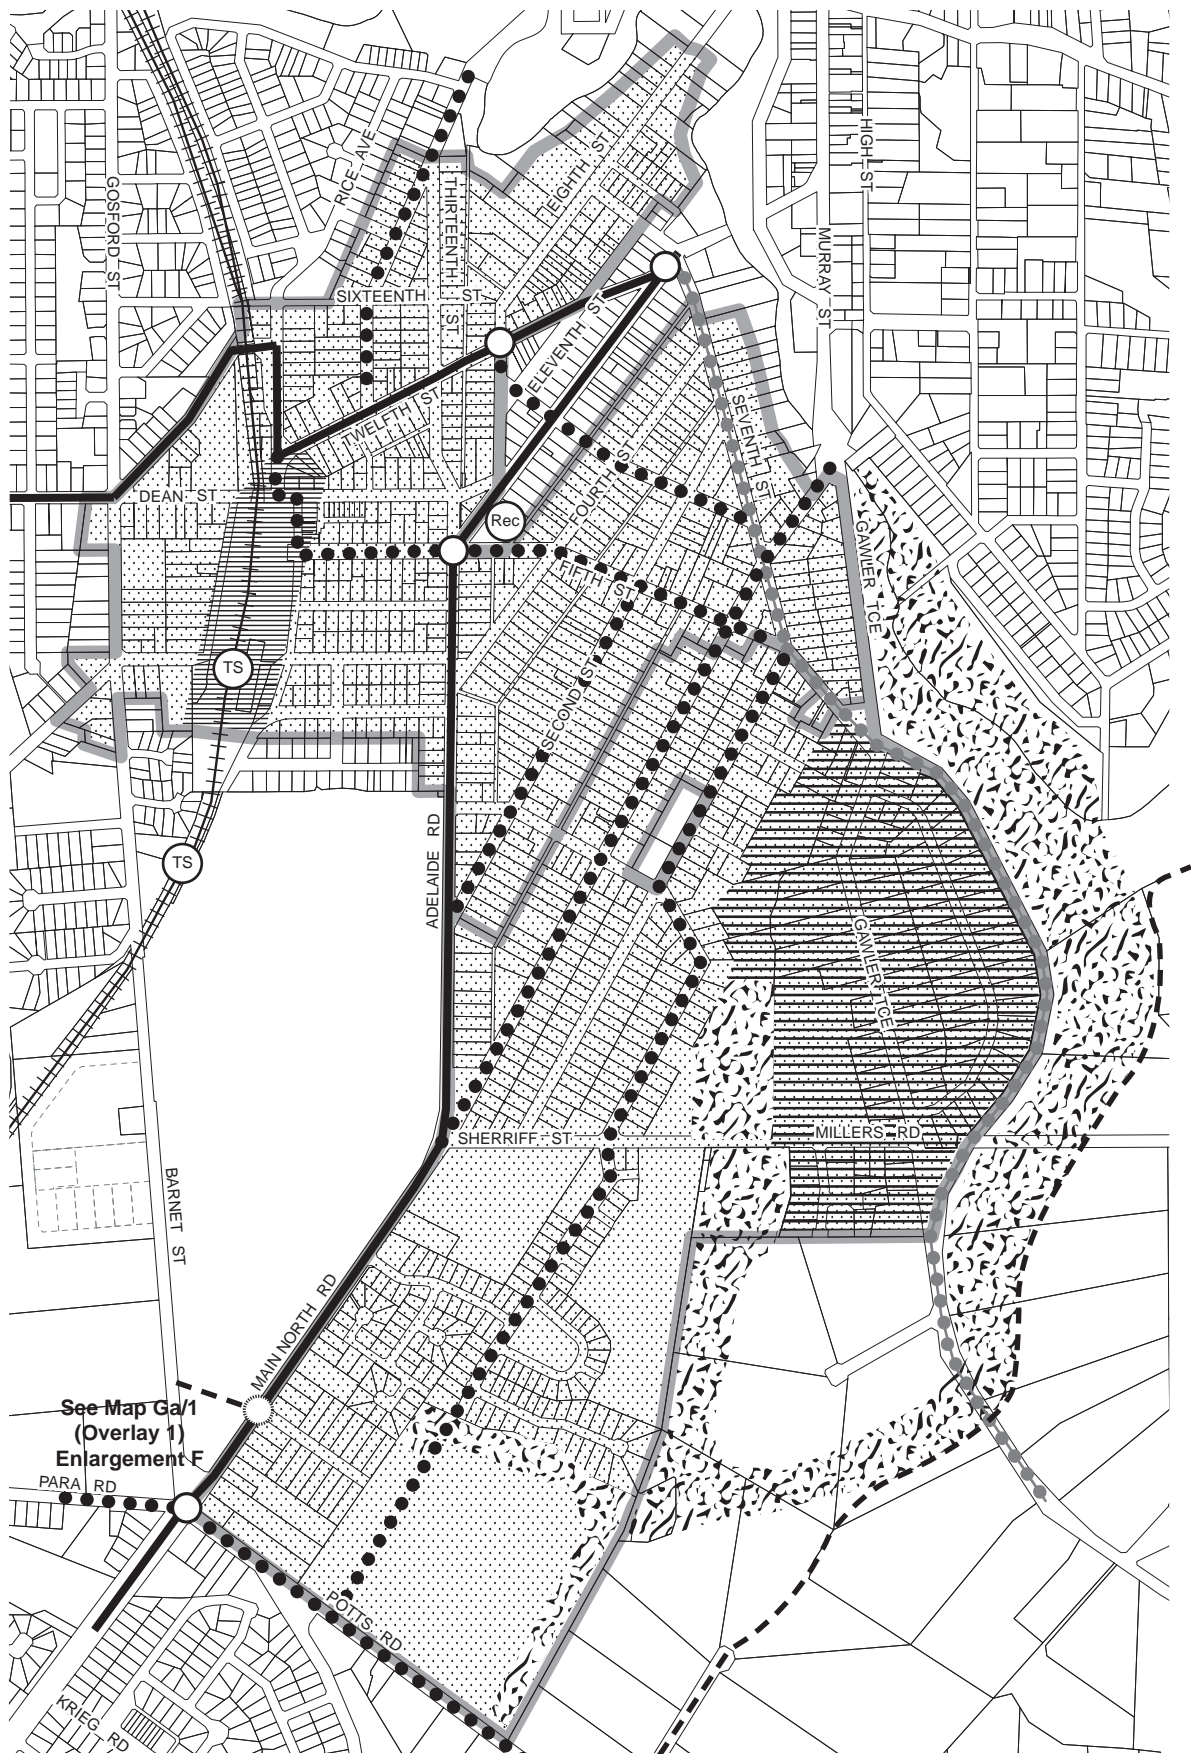 GOSFORD ST
RICE AVE
THIRTEENTH ST
EIGHTH ST
HIGH ST
MURRAY ST
SIXTEENTH ST
ELEVENTH ST
TWELFTH ST
SEVENTH ST
FOURTH ST
DEAN ST
Rec
GAWLER TCE
FIFTH ST
TS
SECOND ST
ADELAIDE RD
TS
GAWLER TCE
SHERRIFF ST
MILLERS RD
BARNET ST
MAIN NORTH RD
See Map Ga/1
(Overlay 1)
Enlargement F
PARA RD
POTTS RD
KRIEG RD